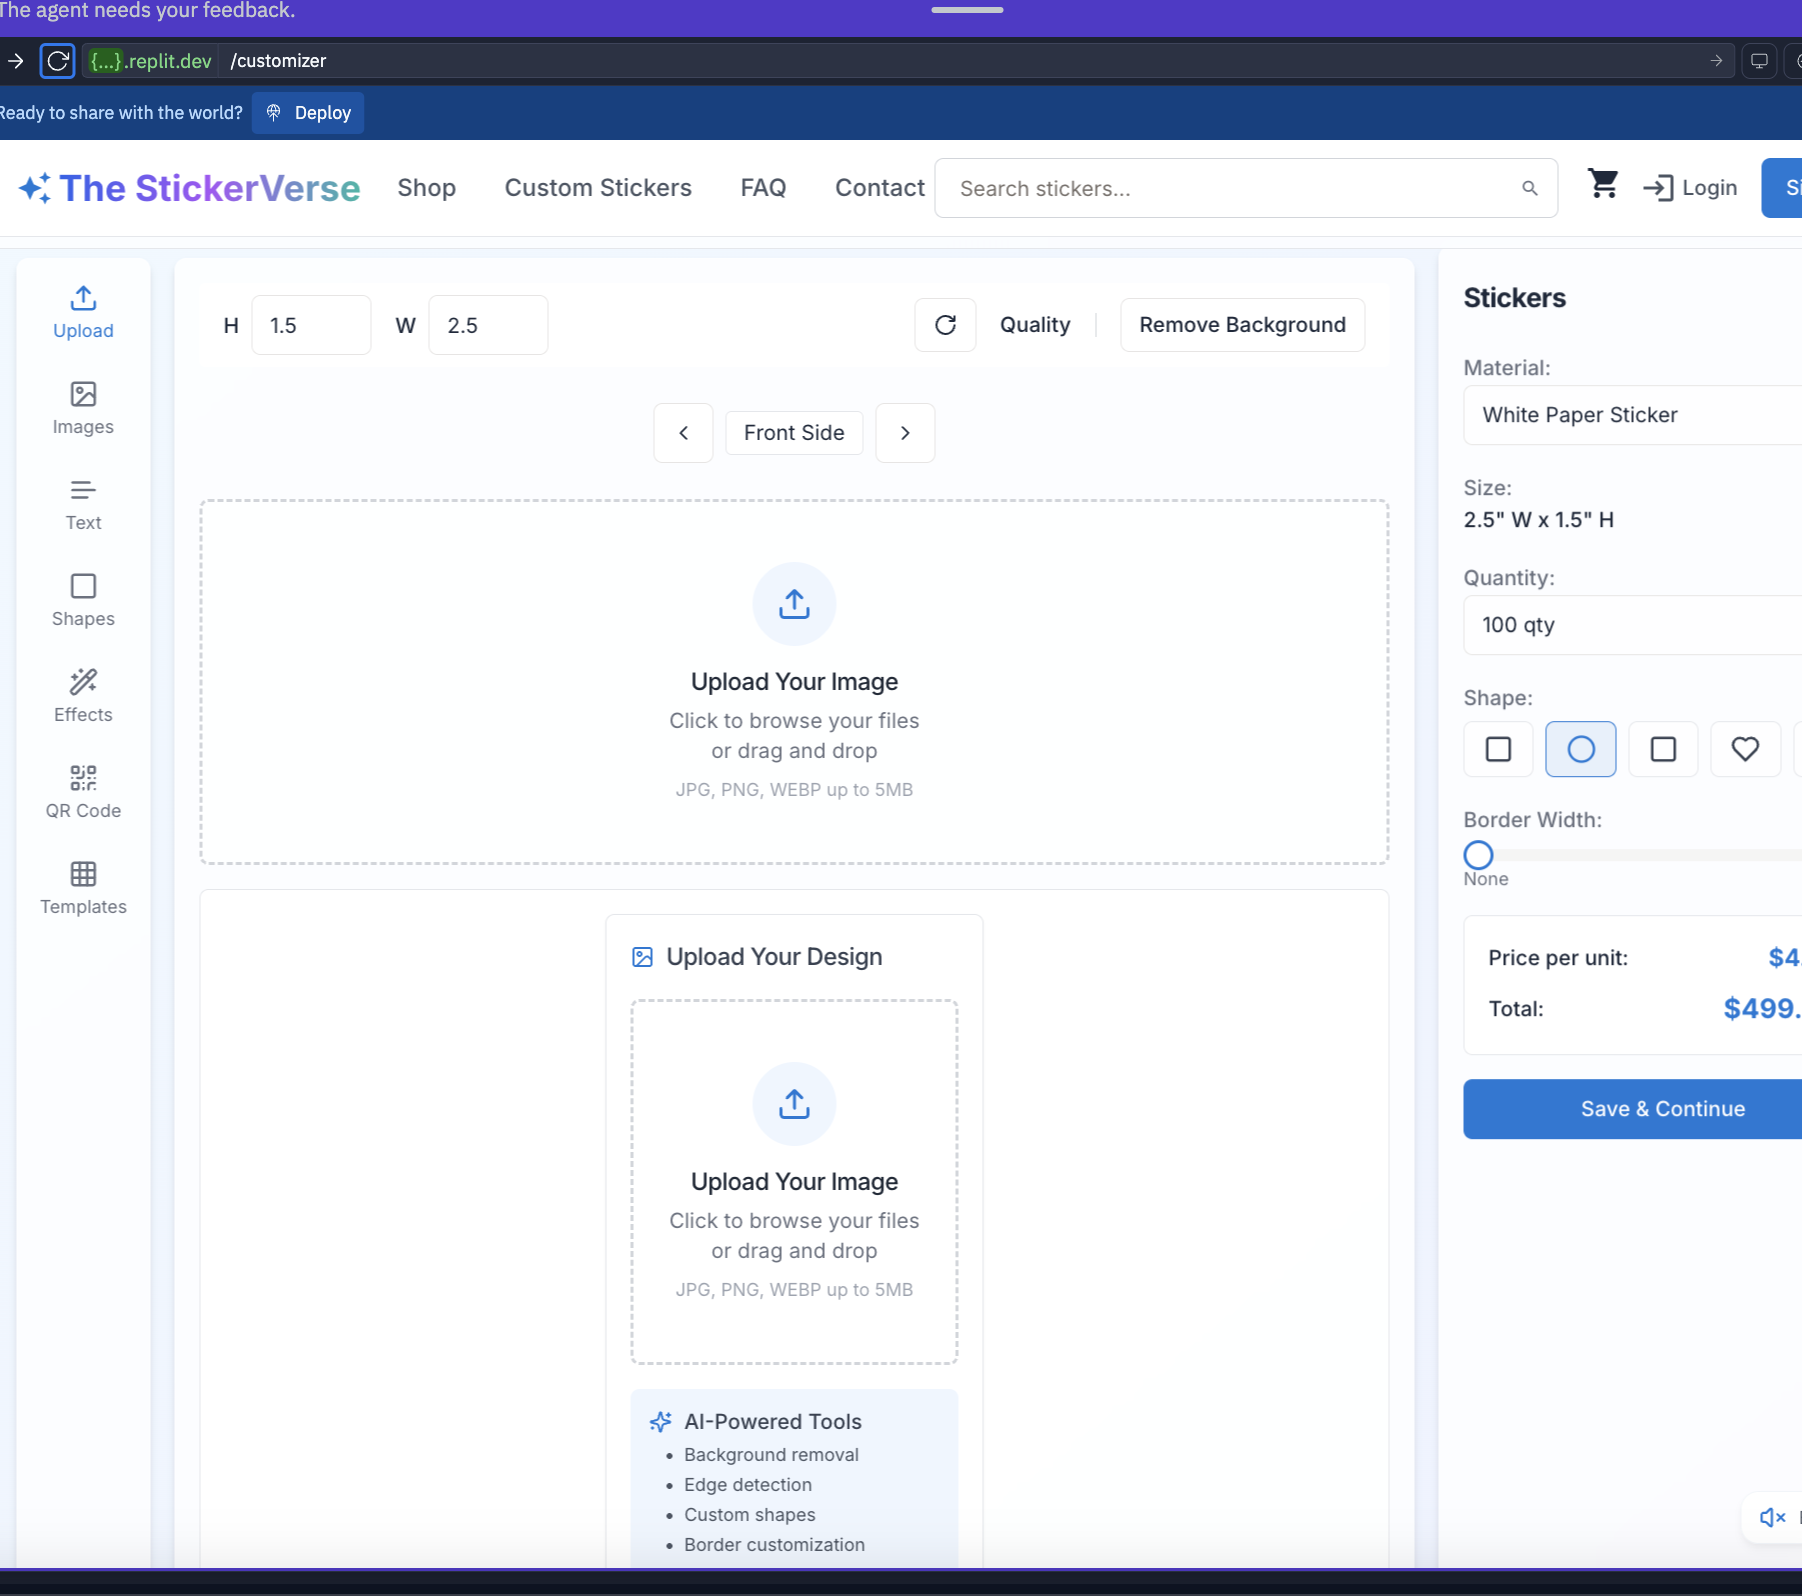 The agent needs your feedback.
{...}.replit.dev /customizer
Ready to share with the world? Deploy
The StickerVerse Shop Custom Stickers FAQ Contact Search stickers... Login
Upload
Images
Text
Shapes
Effects
QR Code
Templates
H 1.5 W 2.5 Quality Remove Background
Front Side
Upload Your Image
Click to browse your files
or drag and drop
JPG, PNG, WEBP up to 5MB
Upload Your Design
Upload Your Image
Click to browse your files
or drag and drop
JPG, PNG, WEBP up to 5MB
AI-Powered Tools
• Background removal
• Edge detection
• Custom shapes
• Border customization
Stickers
Material:
White Paper Sticker
Size:
2.5" W x 1.5" H
Quantity:
100 qty
Shape:
Border Width:
None
Price per unit: $4.
Total: $499.
Save & Continue